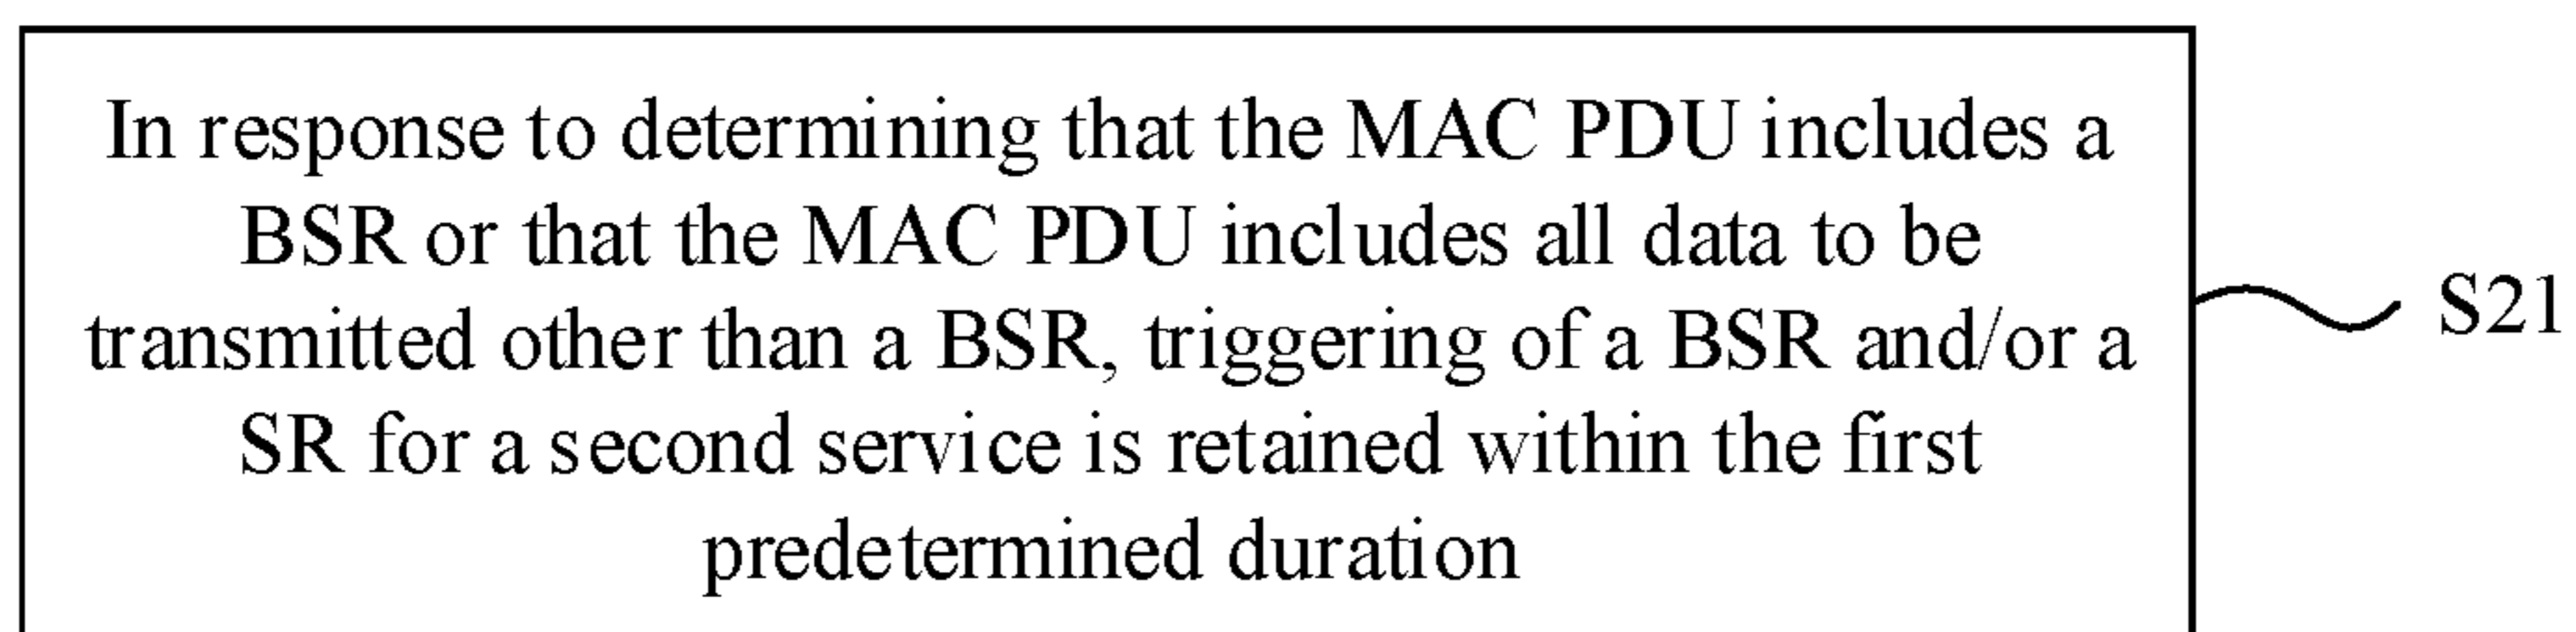 In response to determining that the MAC PDU includes a
BSR or that the MAC PDU includes all data to be
transmitted other than a BSR, triggering of a BSR and/or a
SR for a second service is retained within the first
predetermined duration
S21